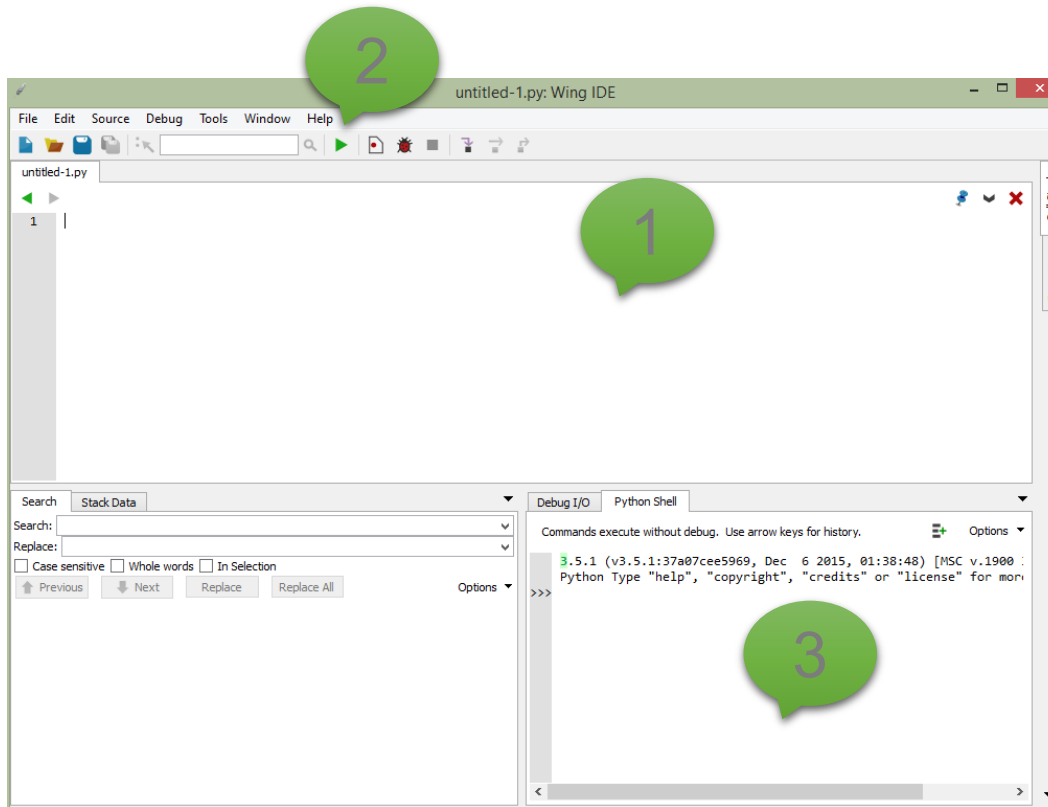 2
untitled-1.py: Wing IDE
File Edit Source Debug Tools Window Help
untitled-1.py
1
1
Search Stack Data
Search:
Replace:
Case sensitive Whole words In Selection
Previous Next Replace Replace All Options
Debug I/O Python Shell
Commands execute without debug. Use arrow keys for history. Options
3.5.1 (v3.5.1:37a07cee5969, Dec 6 2015, 01:38:48) [MSC v.1900
Python Type "help", "copyright", "credits" or "license" for more
>>>
3